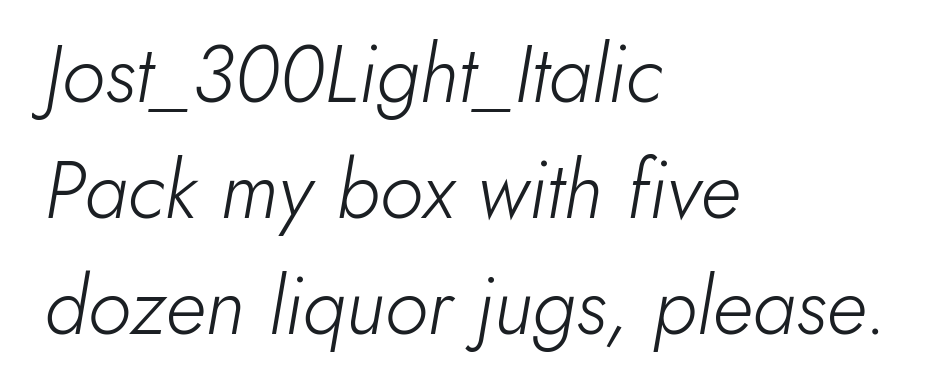 Jost_300Light_Italic
Pack my box with five
dozen liquor jugs, please.